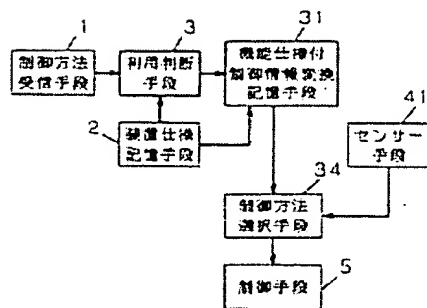 1
制御方法
受信手段
3
利用判断
手段
31
機能仕様付
制御情報変換
記憶手段
2
装置仕様
記憶手段
41
センサー
手段
34
制御方法
選択手段
制御手段
5